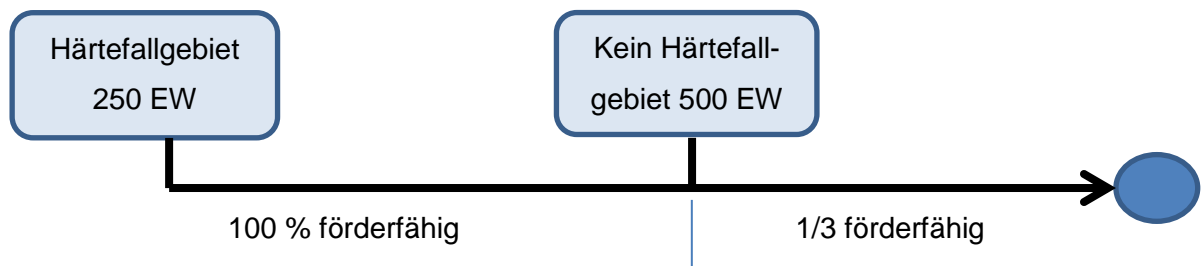 Härtefallgebiet
250 EW
Kein Härtefall-
gebiet 500 EW
100 % förderfähig
1/3 förderfähig